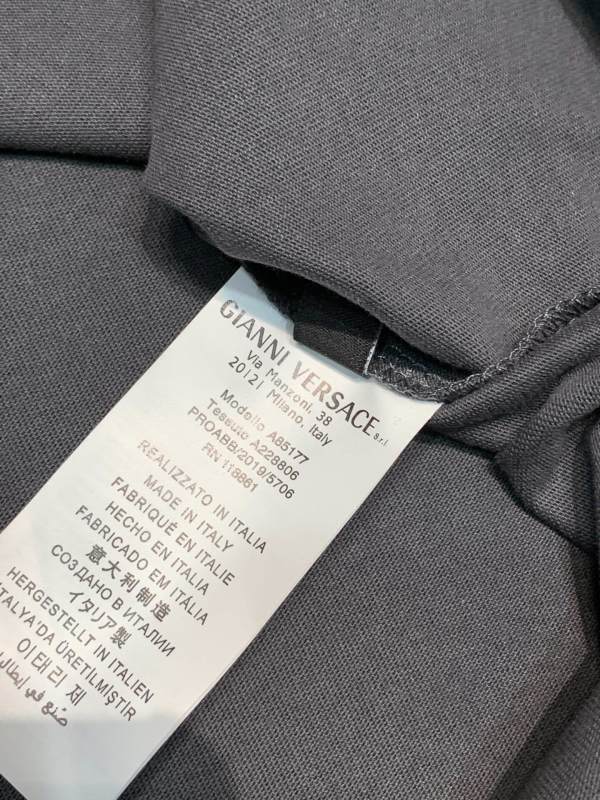 GIANNI VERSACE s.r.l
Via Manzoni, 38
20121 Milano, Italy
Modello A85177
Tessuto A228806
PROABB/2019/5706
RN 118861
REALIZZATO IN ITALIA
MADE IN ITALY
FABRIQUÉ EN ITALIE
HECHO EN ITALIA
FABRICADO EM ITÁLIA
意大利制造
СОЗДАНО В ИТАЛИИ
イタリア製
HERGESTELLT IN ITALIEN
TALYA'DA ÜRETİLMİŞTİR
이태리 제
صنع في إيطاليا